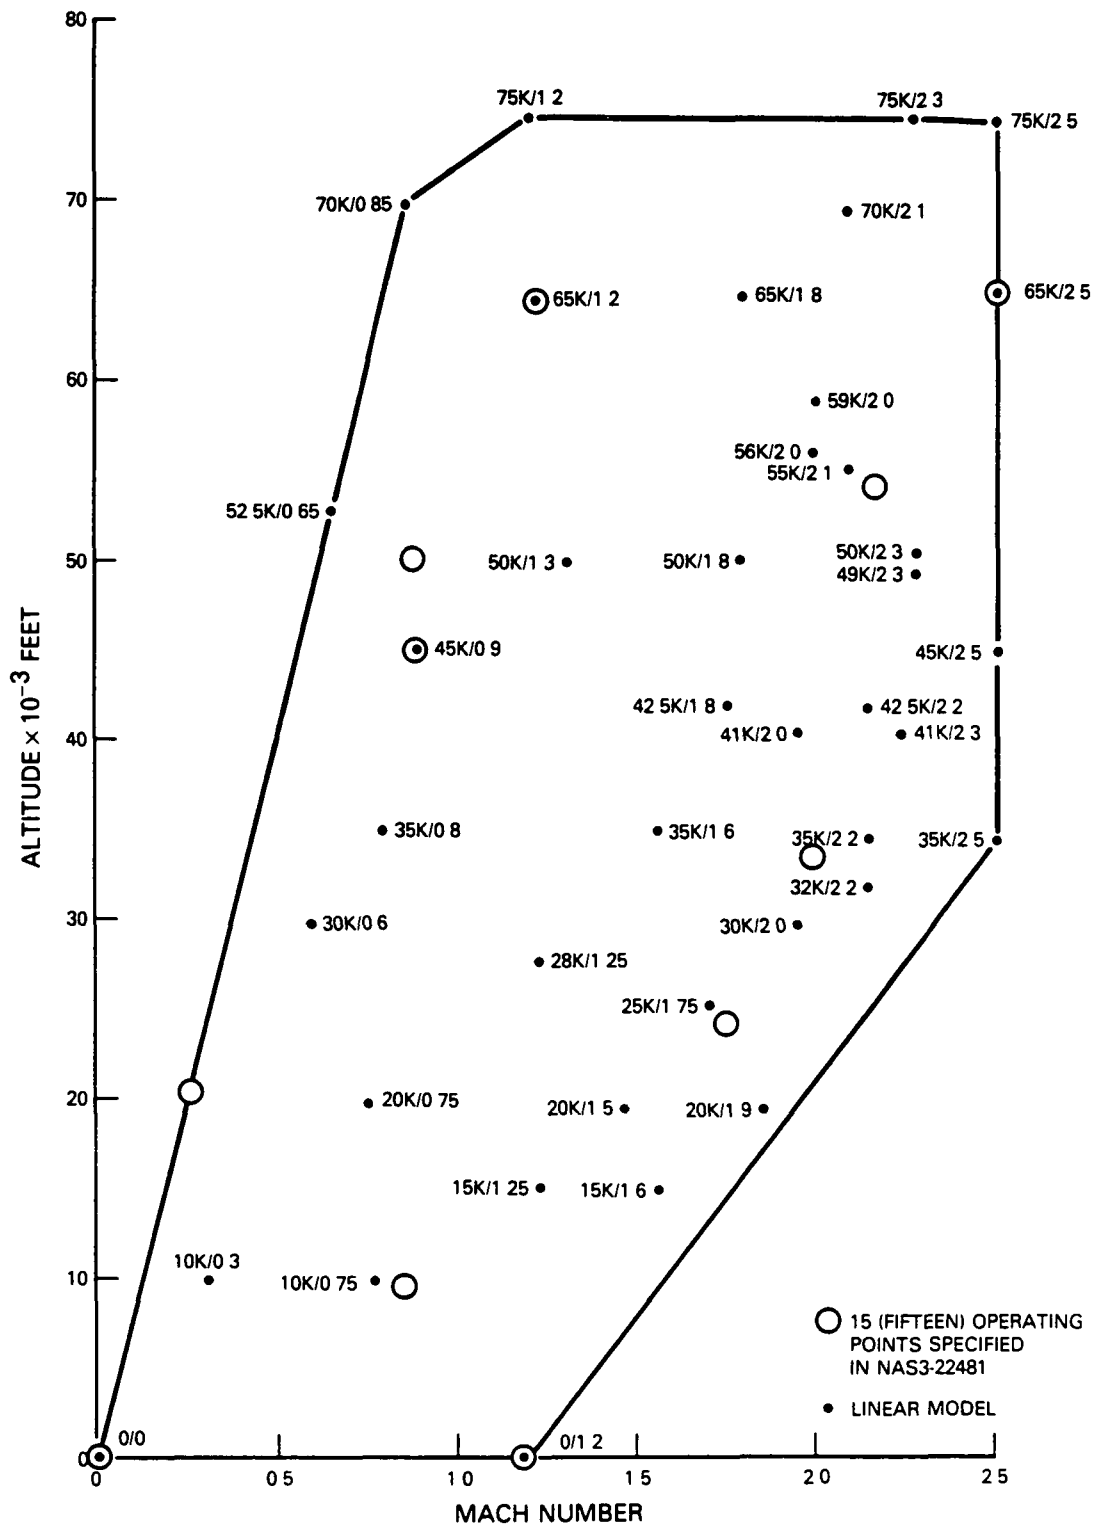 80
75K/1 2
75K/2 3
75K/2 5
70
70K/0 85
70K/2 1
65K/1 2
65K/1 8
65K/2 5
60
59K/2 0
56K/2 0
55K/2 1
52 5K/0 65
50
50K/1 3
50K/1 8
50K/2 3
49K/2 3
45K/0 9
45K/2 5
42 5K/1 8
42 5K/2 2
40
41K/2 0
41K/2 3
ALTITUDE × 10⁻³ FEET
35K/0 8
35K/1 6
35K/2 2
35K/2 5
32K/2 2
30
30K/0 6
30K/2 0
28K/1 25
25K/1 75
20
20K/0 75
20K/1 5
20K/1 9
15K/1 25
15K/1 6
10K/0 3
10
10K/0 75
15 (FIFTEEN) OPERATING
POINTS SPECIFIED
IN NAS3-22481
LINEAR MODEL
0/0
0/1 2
0
0 0 5 1 0 1 5 2 0 2 5
MACH NUMBER